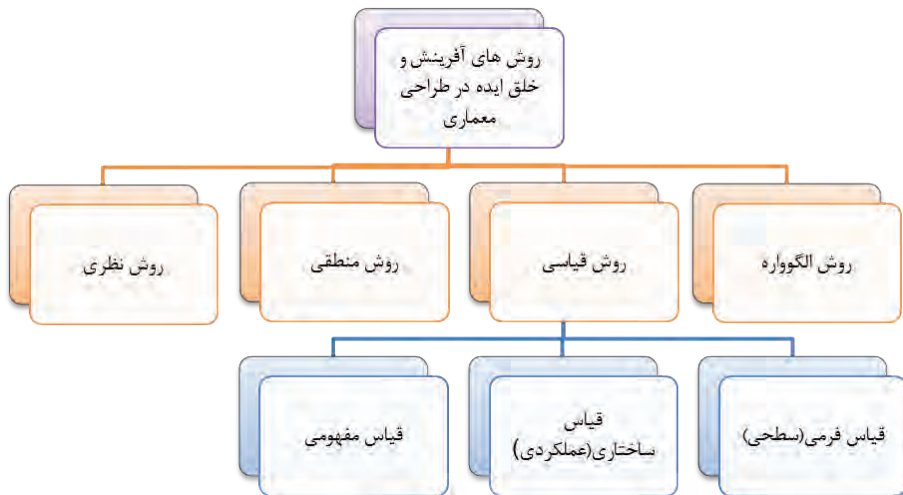 روش های آفرینش و
خلق ایده در طراحی
معماری
روش الگوواره
روش قیاسی
روش منطقی
روش نظری
قیاس فرمی(سطحی)
قیاس
ساختاری(عملکردی)
قیاس مفهومی